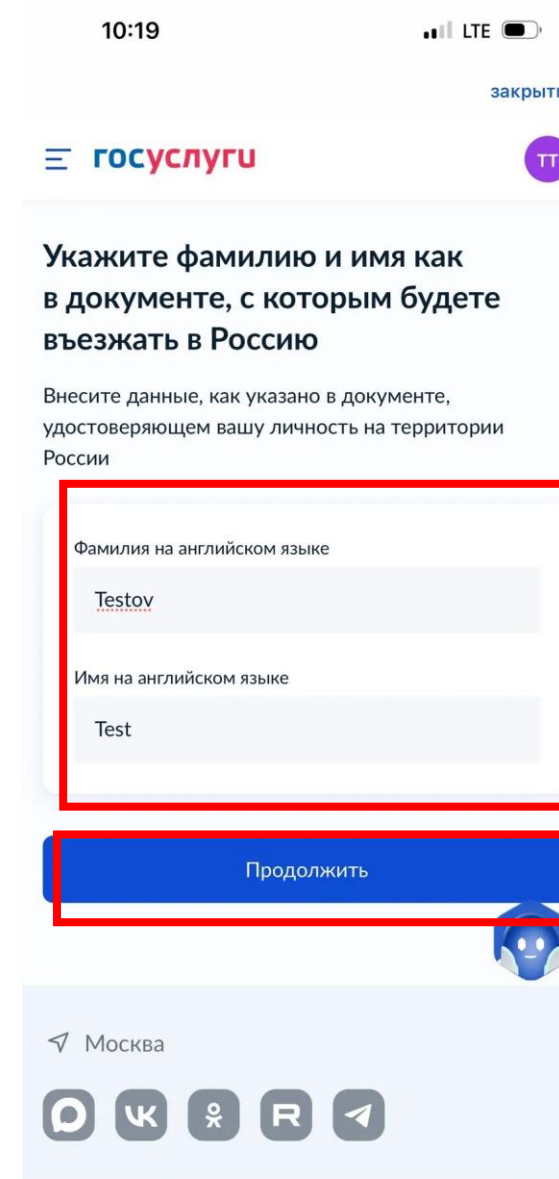 10:19 LTE
закрыть
госуслуги ТТ
Укажите фамилию и имя как
в документе, с которым будете
въезжать в Россию
Внесите данные, как указано в документе,
удостоверяющем вашу личность на территории
России
Фамилия на английском языке
Testov
Имя на английском языке
Test
Продолжить
Москва